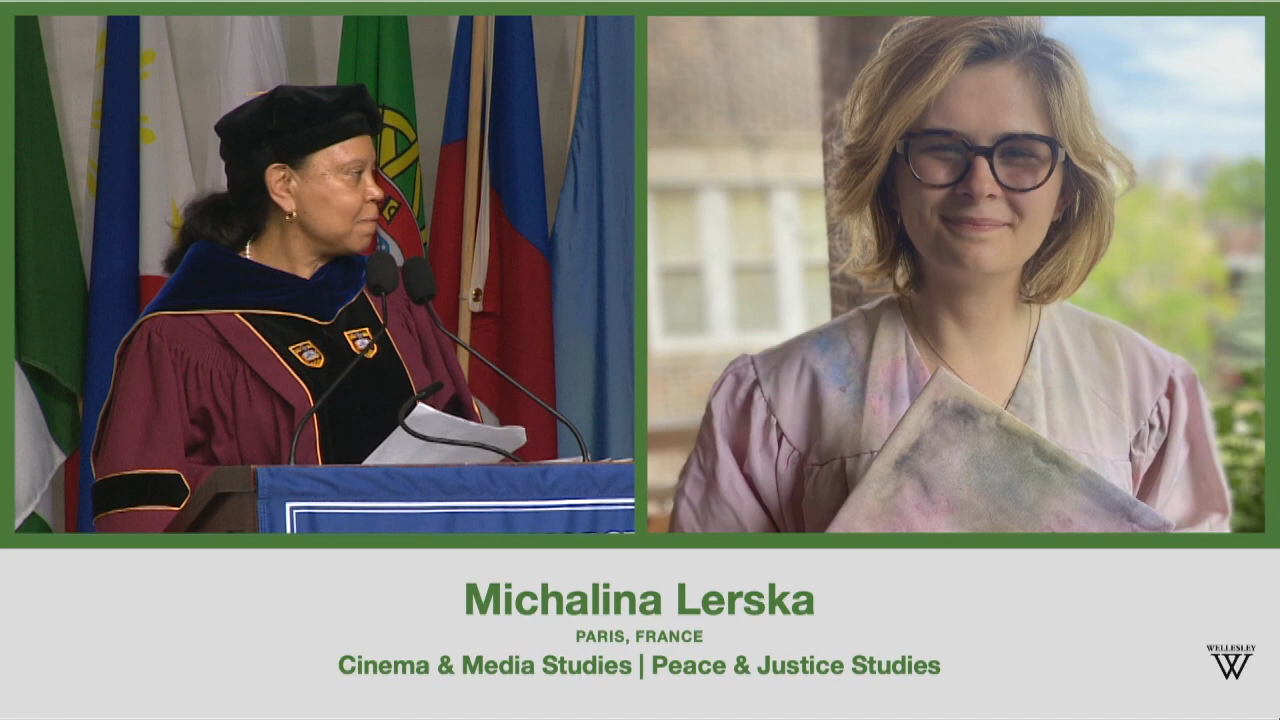 Michalina Lerska
PARIS, FRANCE
Cinema & Media Studies | Peace & Justice Studies
WELLESLEY
W